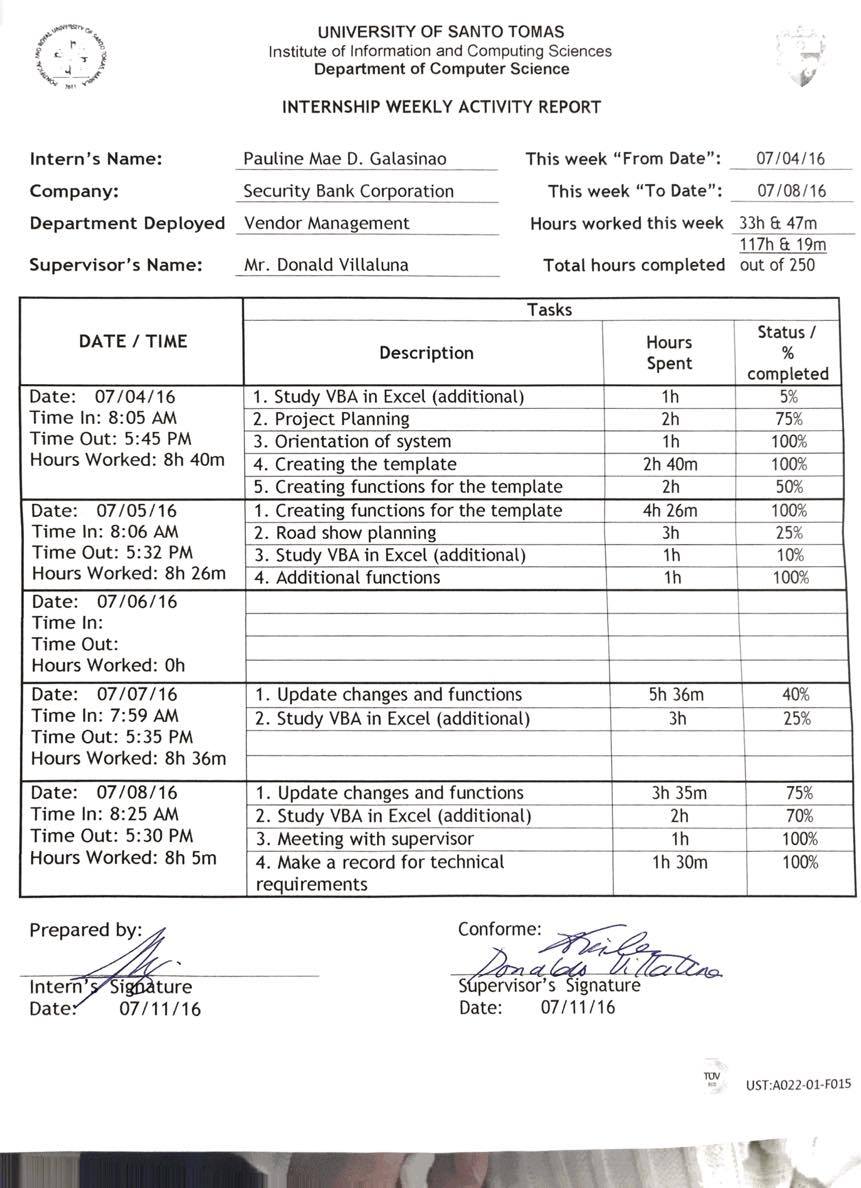 UNIVERSITY OF SANTO TOMAS
Institute of Information and Computing Sciences
Department of Computer Science
INTERNSHIP WEEKLY ACTIVITY REPORT
Intern's Name: Pauline Mae D. Galasinao This week "From Date": 07/04/16
Company: Security Bank Corporation This week "To Date": 07/08/16
Department Deployed Vendor Management Hours worked this week 33h & 47m
117h & 19m
Supervisor's Name: Mr. Donald Villaluna Total hours completed out of 250
DATE / TIME
Tasks
Description
Hours
Spent
Status /
%
completed
Date: 07/04/16
Time In: 8:05 AM
Time Out: 5:45 PM
Hours Worked: 8h 40m
1. Study VBA in Excel (additional) 1h 5%
2. Project Planning 2h 75%
3. Orientation of system 1h 100%
4. Creating the template 2h 40m 100%
5. Creating functions for the template 2h 50%
Date: 07/05/16
Time In: 8:06 AM
Time Out: 5:32 PM
Hours Worked: 8h 26m
1. Creating functions for the template 4h 26m 100%
2. Road show planning 3h 25%
3. Study VBA in Excel (additional) 1h 10%
4. Additional functions 1h 100%
Date: 07/06/16
Time In:
Time Out:
Hours Worked: 0h
Date: 07/07/16
Time In: 7:59 AM
Time Out: 5:35 PM
Hours Worked: 8h 36m
1. Update changes and functions 5h 36m 40%
2. Study VBA in Excel (additional) 3h 25%
Date: 07/08/16
Time In: 8:25 AM
Time Out: 5:30 PM
Hours Worked: 8h 5m
1. Update changes and functions 3h 35m 75%
2. Study VBA in Excel (additional) 2h 70%
3. Meeting with supervisor 1h 100%
4. Make a record for technical 1h 30m 100%
requirements
Prepared by:
Intern's Signature
Date: 07/11/16
Conforme:
Donaldo Villaluna
Supervisor's Signature
Date: 07/11/16
TÜV
UST:A022-01-F015